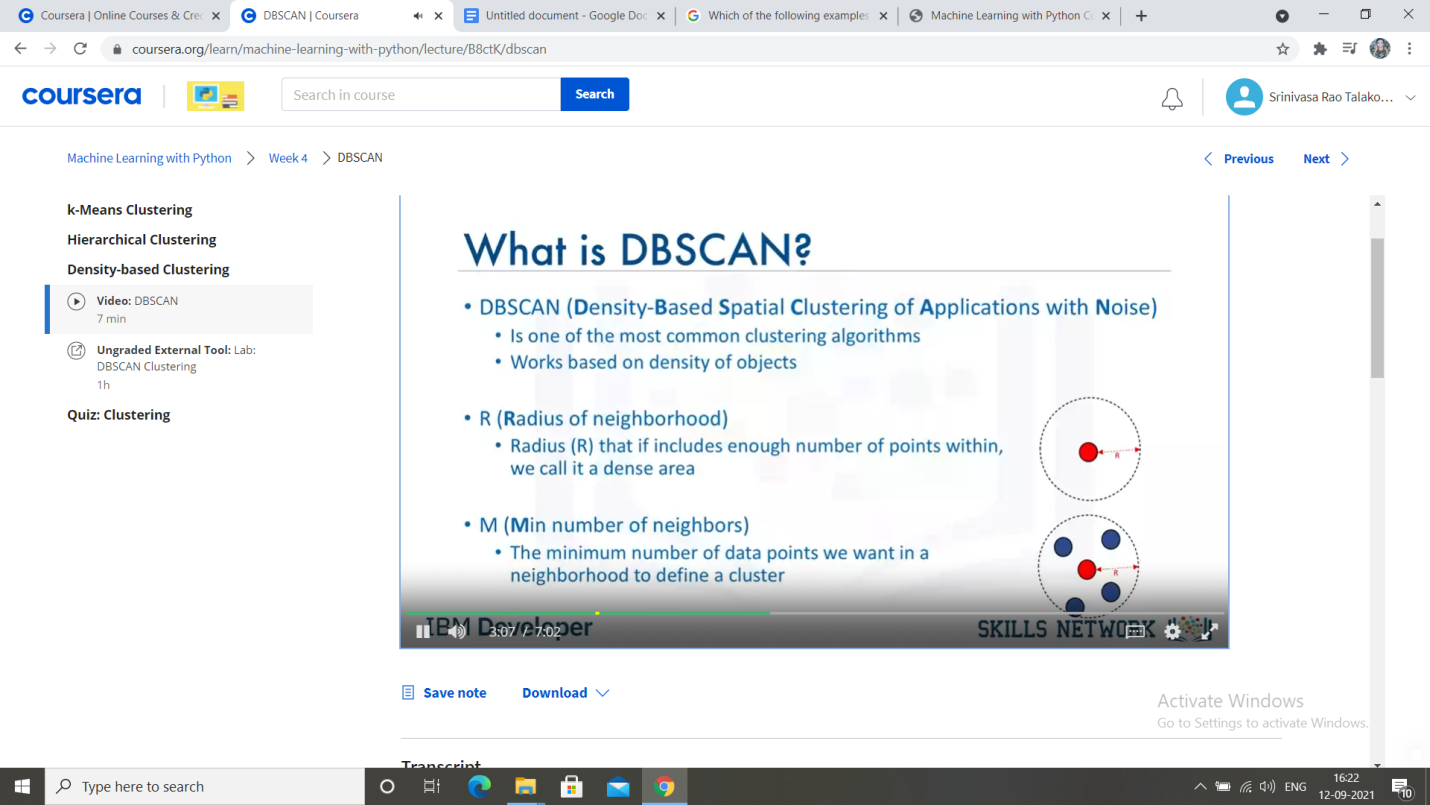 Coursera | Online Courses & Cred
DBSCAN | Coursera
Untitled document - Google Doc
Which of the following examples
Machine Learning with Python Co
coursera.org/learn/machine-learning-with-python/lecture/B8ctK/dbscan
coursera
Search in course
Search
Srinivasa Rao Talako...
Machine Learning with Python
Week 4
DBSCAN
Previous
Next
k-Means Clustering
Hierarchical Clustering
Density-based Clustering
Video: DBSCAN
7 min
Ungraded External Tool: Lab:
DBSCAN Clustering
1h
Quiz: Clustering
What is DBSCAN?
• DBSCAN (Density-Based Spatial Clustering of Applications with Noise)
• Is one of the most common clustering algorithms
• Works based on density of objects
• R (Radius of neighborhood)
• Radius (R) that if includes enough number of points within,
we call it a dense area
R
• M (Min number of neighbors)
• The minimum number of data points we want in a
neighborhood to define a cluster
R
IBM Developer
SKILLS NETWORK
3:07 / 7:02
Save note
Download
Activate Windows
Go to Settings to activate Windows.
Transcript
Type here to search
ENG
16:22
12-09-2021
10